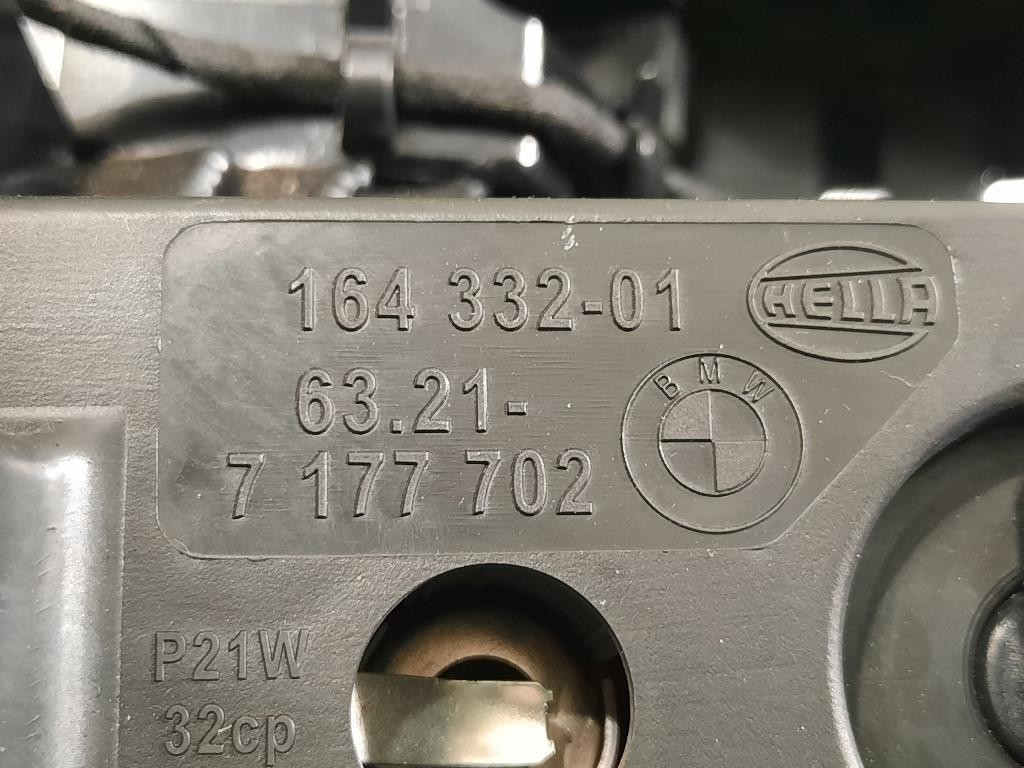 164 332-01
HELLA
63.21-
7 177 702
BMW
P21W
32cp